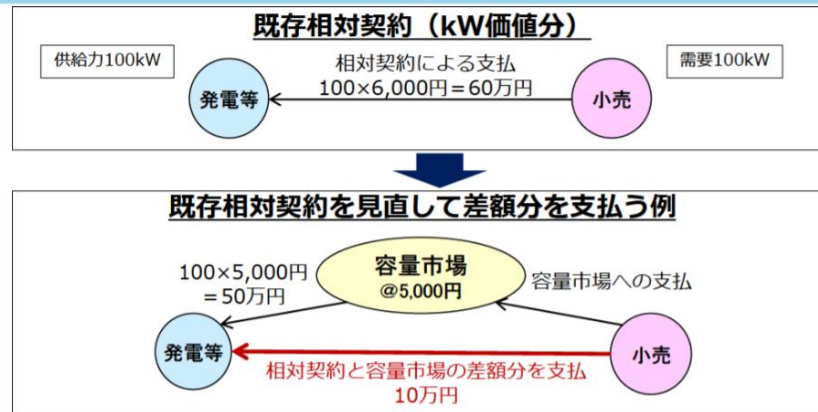 既存相対契約（kW価値分）
供給力100kW
需要100kW
相対契約による支払
100×6,000円＝60万円
発電等
小売
既存相対契約を見直して差額分を支払う例
100×5,000円
＝50万円
容量市場
@5,000円
容量市場への支払
発電等
小売
相対契約と容量市場の差額分を支払
10万円